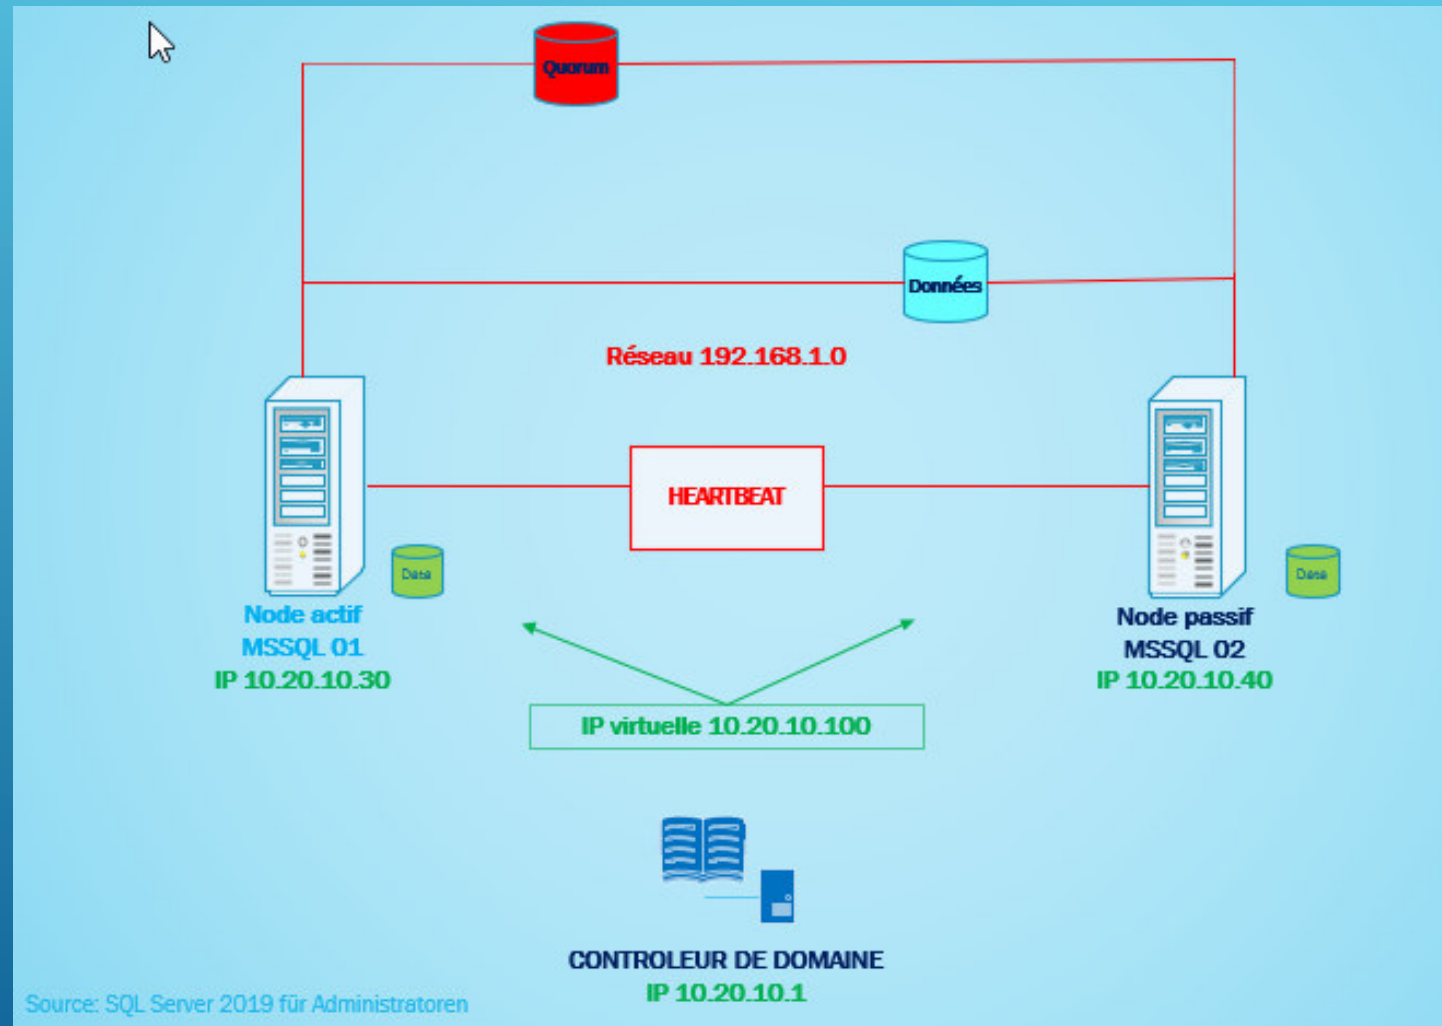 Quorum
Données
Réseau 192.168.1.0
HEARTBEAT
Data
Data
Node actif
MSSQL 01
IP 10.20.10.30
Node passif
MSSQL 02
IP 10.20.10.40
IP virtuelle 10.20.10.100
CONTROLEUR DE DOMAINE
IP 10.20.10.1
Source: SQL Server 2019 für Administratoren